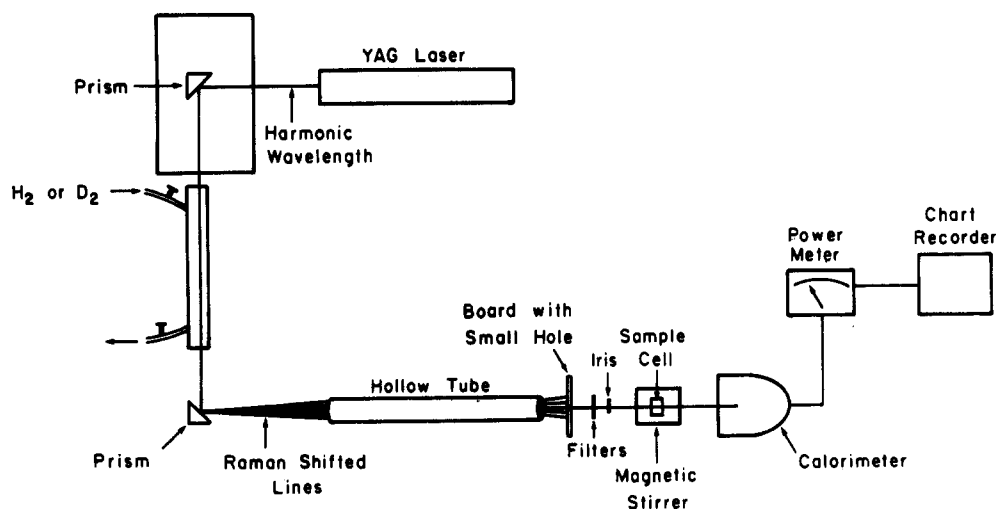 YAG Laser
Prism
Harmonic
Wavelength
H₂ or D₂
Chart
Recorder
Power
Meter
Board with
Small Hole
Sample
Cell
Iris
Hollow Tube
Prism
Raman Shifted
Lines
Filters
Magnetic
Stirrer
Calorimeter